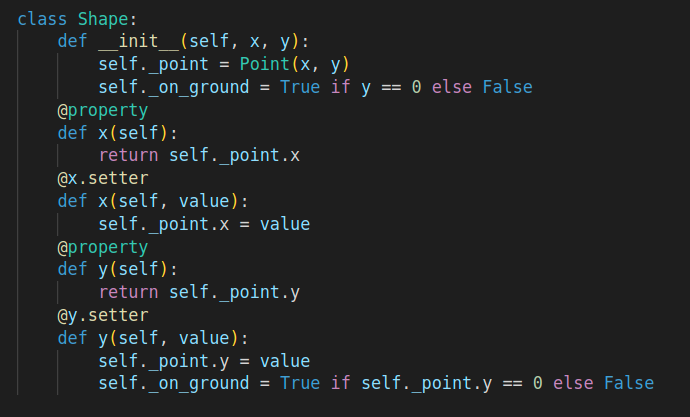 class Shape:
    def __init__(self, x, y):
        self._point = Point(x, y)
        self._on_ground = True if y == 0 else False
    @property
    def x(self):
        return self._point.x
    @x.setter
    def x(self, value):
        self._point.x = value
    @property
    def y(self):
        return self._point.y
    @y.setter
    def y(self, value):
        self._point.y = value
        self._on_ground = True if self._point.y == 0 else False